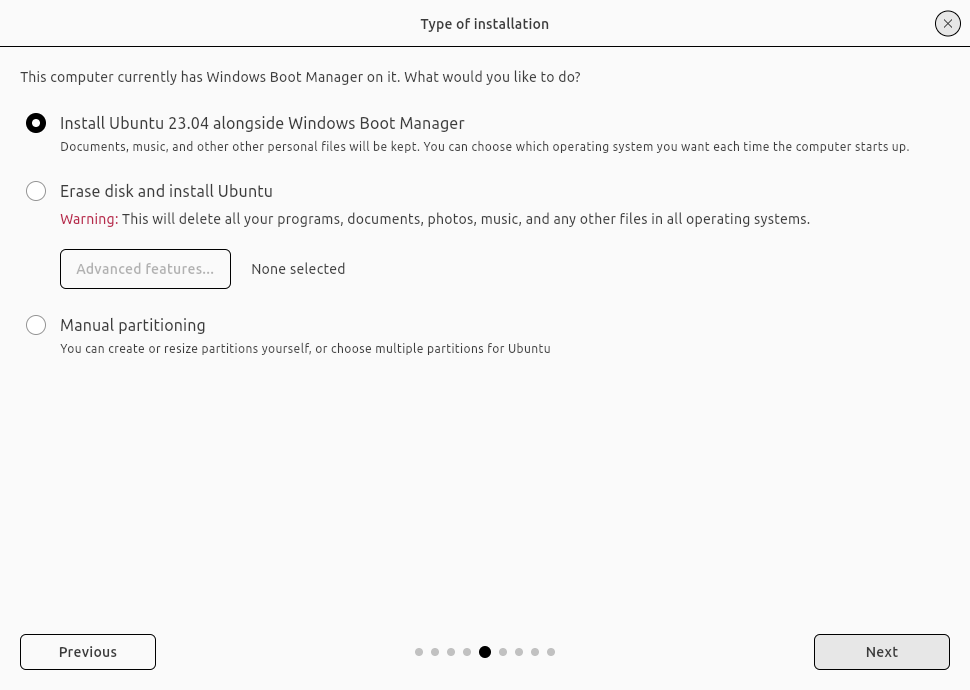 Type of installation
This computer currently has Windows Boot Manager on it. What would you like to do?
Install Ubuntu 23.04 alongside Windows Boot Manager
Documents, music, and other other personal files will be kept. You can choose which operating system you want each time the computer starts up.
Erase disk and install Ubuntu
Warning: This will delete all your programs, documents, photos, music, and any other files in all operating systems.
Advanced features... None selected
Manual partitioning
You can create or resize partitions yourself, or choose multiple partitions for Ubuntu
Previous Next